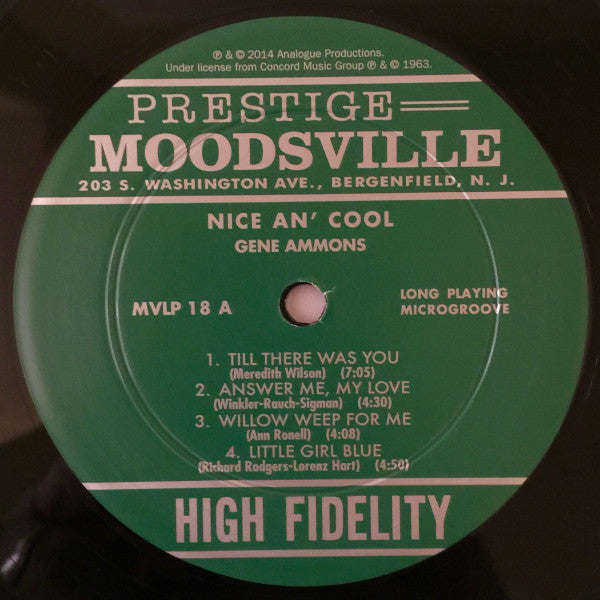 ℗ & © 2014 Analogue Productions.
Under license from Concord Music Group ℗ & © 1963.
PRESTIGE
MOODSVILLE
203 S. WASHINGTON AVE., BERGENFIELD, N. J.
NICE AN' COOL
GENE AMMONS
MVLP 18 A
LONG PLAYING
MICROGROOVE
1. TILL THERE WAS YOU
(Meredith Wilson) (7:05)
2. ANSWER ME, MY LOVE
(Winkler-Rauch-Sigman) (4:30)
3. WILLOW WEEP FOR ME
(Ann Ronell) (4:08)
4. LITTLE GIRL BLUE
(Richard Rodgers-Lorenz Hart) (4:50)
HIGH FIDELITY